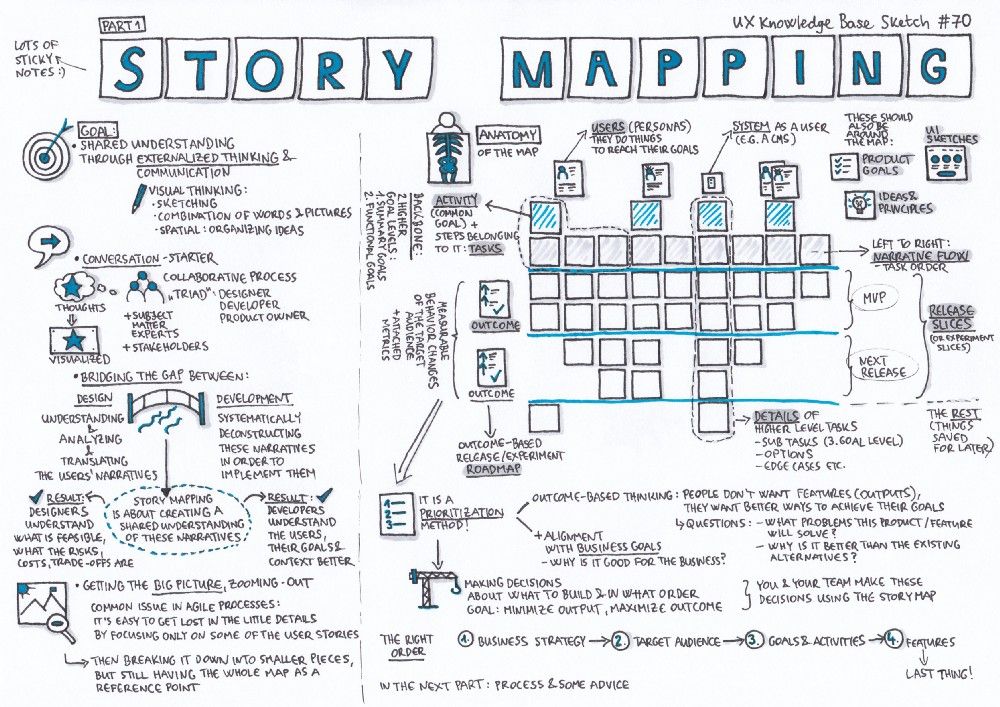 PART 1
UX Knowledge Base Sketch #70
LOTS OF
STICKY
NOTES :)
STORY MAPPING
GOAL:
• SHARED UNDERSTANDING
THROUGH EXTERNALIZED THINKING &
COMMUNICATION
VISUAL THINKING:
• SKETCHING
• COMBINATION OF WORDS & PICTURES
• SPATIAL: ORGANIZING IDEAS
• CONVERSATION - STARTER
THOUGHTS
VISUALIZED
COLLABORATIVE PROCESS
"TRIAD": DESIGNER
DEVELOPER
PRODUCT OWNER
+ SUBJECT
MATTER
EXPERTS
+ STAKEHOLDERS
• BRIDGING THE GAP BETWEEN:
DESIGN
UNDERSTANDING
&
ANALYZING
&
TRANSLATING
THE USERS' NARRATIVES
DEVELOPMENT
SYSTEMATICALLY
DECONSTRUCTING
THESE NARRATIVES
IN ORDER TO
IMPLEMENT THEM
RESULT:
DESIGNERS
UNDERSTAND
WHAT IS FEASIBLE,
WHAT THE RISKS,
COSTS, TRADE-OFFS ARE
STORY MAPPING
IS ABOUT CREATING A
SHARED UNDERSTANDING
OF THESE NARRATIVES
RESULT:
DEVELOPERS
UNDERSTAND
THE USERS,
THEIR GOALS &
CONTEXT BETTER
• GETTING THE BIG PICTURE, ZOOMING-OUT
COMMON ISSUE IN AGILE PROCESSES:
IT'S EASY TO GET LOST IN THE LITTLE DETAILS
BY FOCUSING ONLY ON SOME OF THE USER STORIES
THEN BREAKING IT DOWN INTO SMALLER PIECES,
BUT STILL HAVING THE WHOLE MAP AS A
REFERENCE POINT
ANATOMY
OF THE MAP
USERS (PERSONAS)
THEY DO THINGS
TO REACH THEIR GOALS
SYSTEM AS A USER
(E.G. A CMS)
THESE SHOULD
ALSO BE
AROUND
THE MAP:
UI
SKETCHES
PRODUCT
GOALS
IDEAS &
PRINCIPLES
BACKBONE:
2 HIGHER
GOAL LEVELS:
1. SUMMARY GOALS
2. FUNCTIONAL GOALS
ACTIVITY
(COMMON
GOAL) +
STEPS BELONGING
TO IT: TASKS
LEFT TO RIGHT:
NARRATIVE FLOW
- TASK ORDER
MEASURABLE
BEHAVIOR CHANGES
OF THE TARGET
AUDIENCE
+ ATTACHED
METRICS
OUTCOME
OUTCOME
OUTCOME-BASED
RELEASE/EXPERIMENT
ROADMAP
MVP
NEXT
RELEASE
RELEASE
SLICES
(OR EXPERIMENT
SLICES)
DETAILS OF
HIGHER LEVEL TASKS
- SUB TASKS (3. GOAL LEVEL)
- OPTIONS
- EDGE CASES ETC.
THE REST
(THINGS
SAVED
FOR LATER)
IT IS A
PRIORITIZATION
METHOD!
OUTCOME-BASED THINKING: PEOPLE DON'T WANT FEATURES (OUTPUTS),
THEY WANT BETTER WAYS TO ACHIEVE THEIR GOALS
QUESTIONS: - WHAT PROBLEMS THIS PRODUCT/FEATURE
WILL SOLVE?
- WHY IS IT BETTER THAN THE EXISTING
ALTERNATIVES?
+ ALIGNMENT
WITH BUSINESS GOALS
- WHY IS IT GOOD FOR THE BUSINESS?
MAKING DECISIONS
ABOUT WHAT TO BUILD & IN WHAT ORDER
GOAL: MINIMIZE OUTPUT, MAXIMIZE OUTCOME
YOU & YOUR TEAM MAKE THESE
DECISIONS USING THE STORY MAP
THE RIGHT
ORDER
1. BUSINESS STRATEGY → 2. TARGET AUDIENCE → 3. GOALS & ACTIVITIES → 4. FEATURES
LAST THING!
IN THE NEXT PART: PROCESS & SOME ADVICE